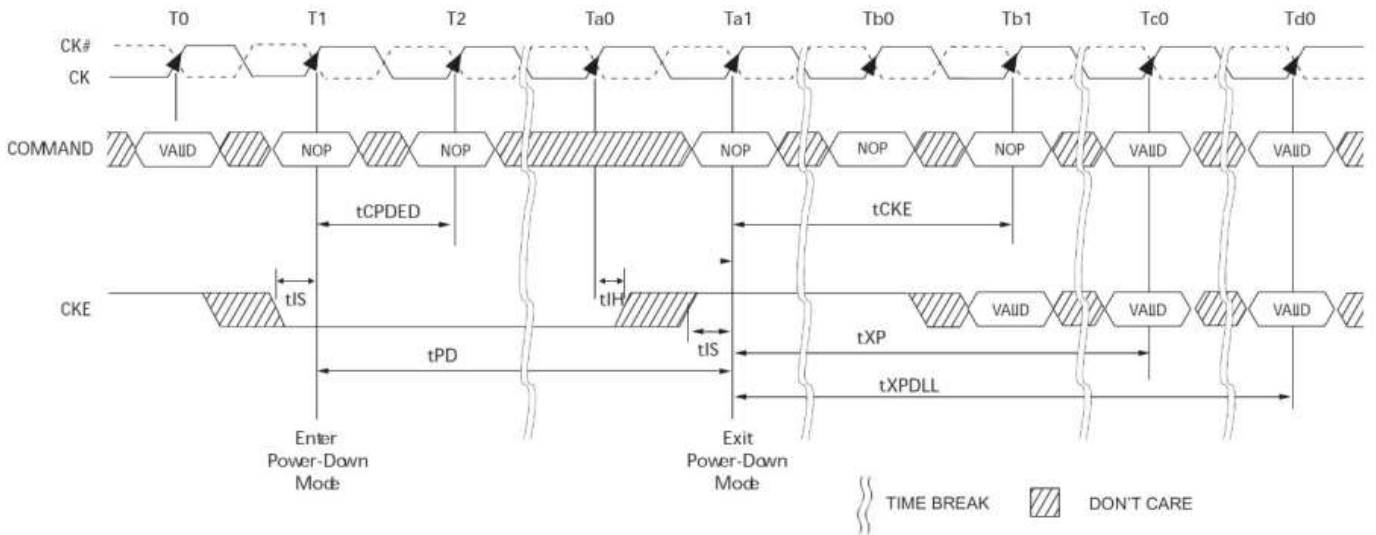 T0 T1 T2 Ta0 Ta1 Tb0 Tb1 Tc0 Td0
CK#
CK
COMMAND VALID NOP NOP NOP NOP NOP VALID VALID
tCPDED tCKE
tIS tIH
CKE VALID VALID VALID
tIS
tXP
tPD
tXPDLL
Enter
Power-Down
Mode
Exit
Power-Down
Mode
TIME BREAK DON'T CARE